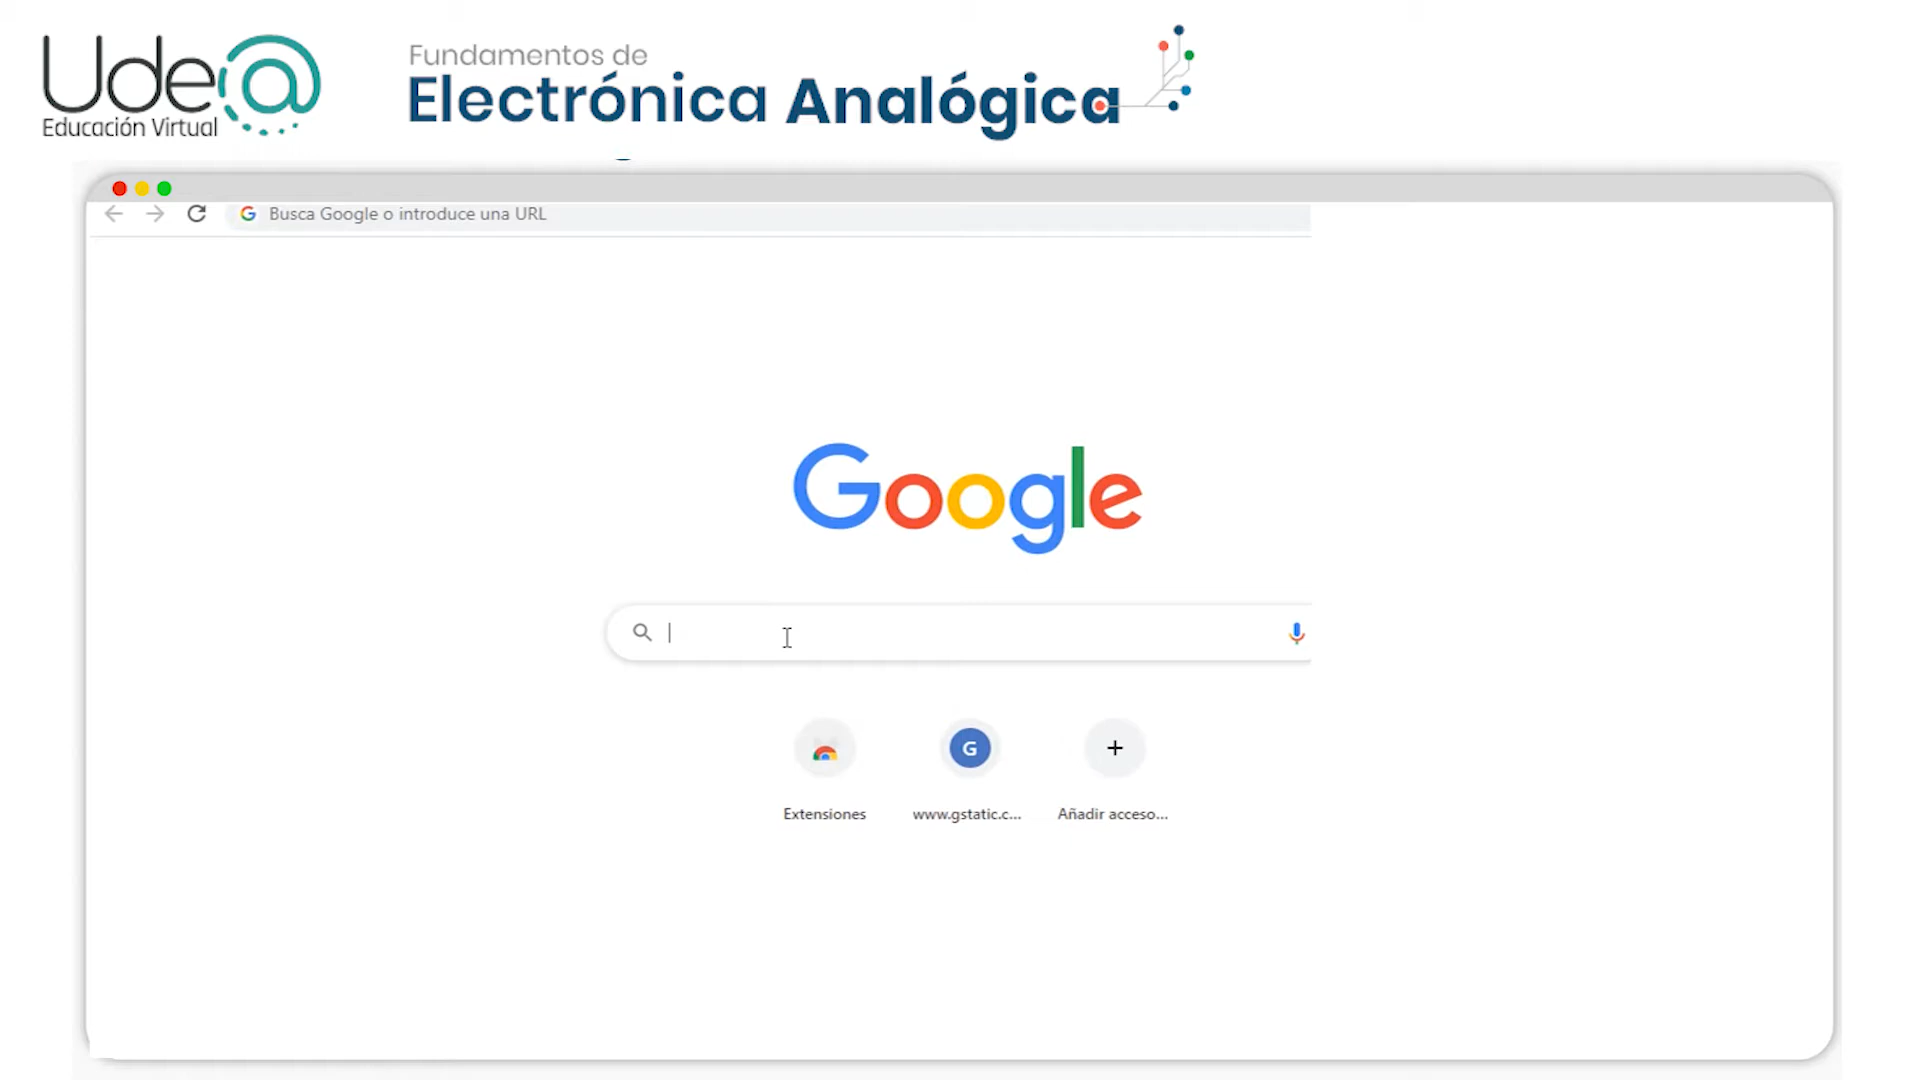 Ude@
Educación Virtual
Fundamentos de
Electrónica Analógica
Busca Google o introduce una URL
Google
G
Extensiones
www.gstatic.c...
Añadir acceso...